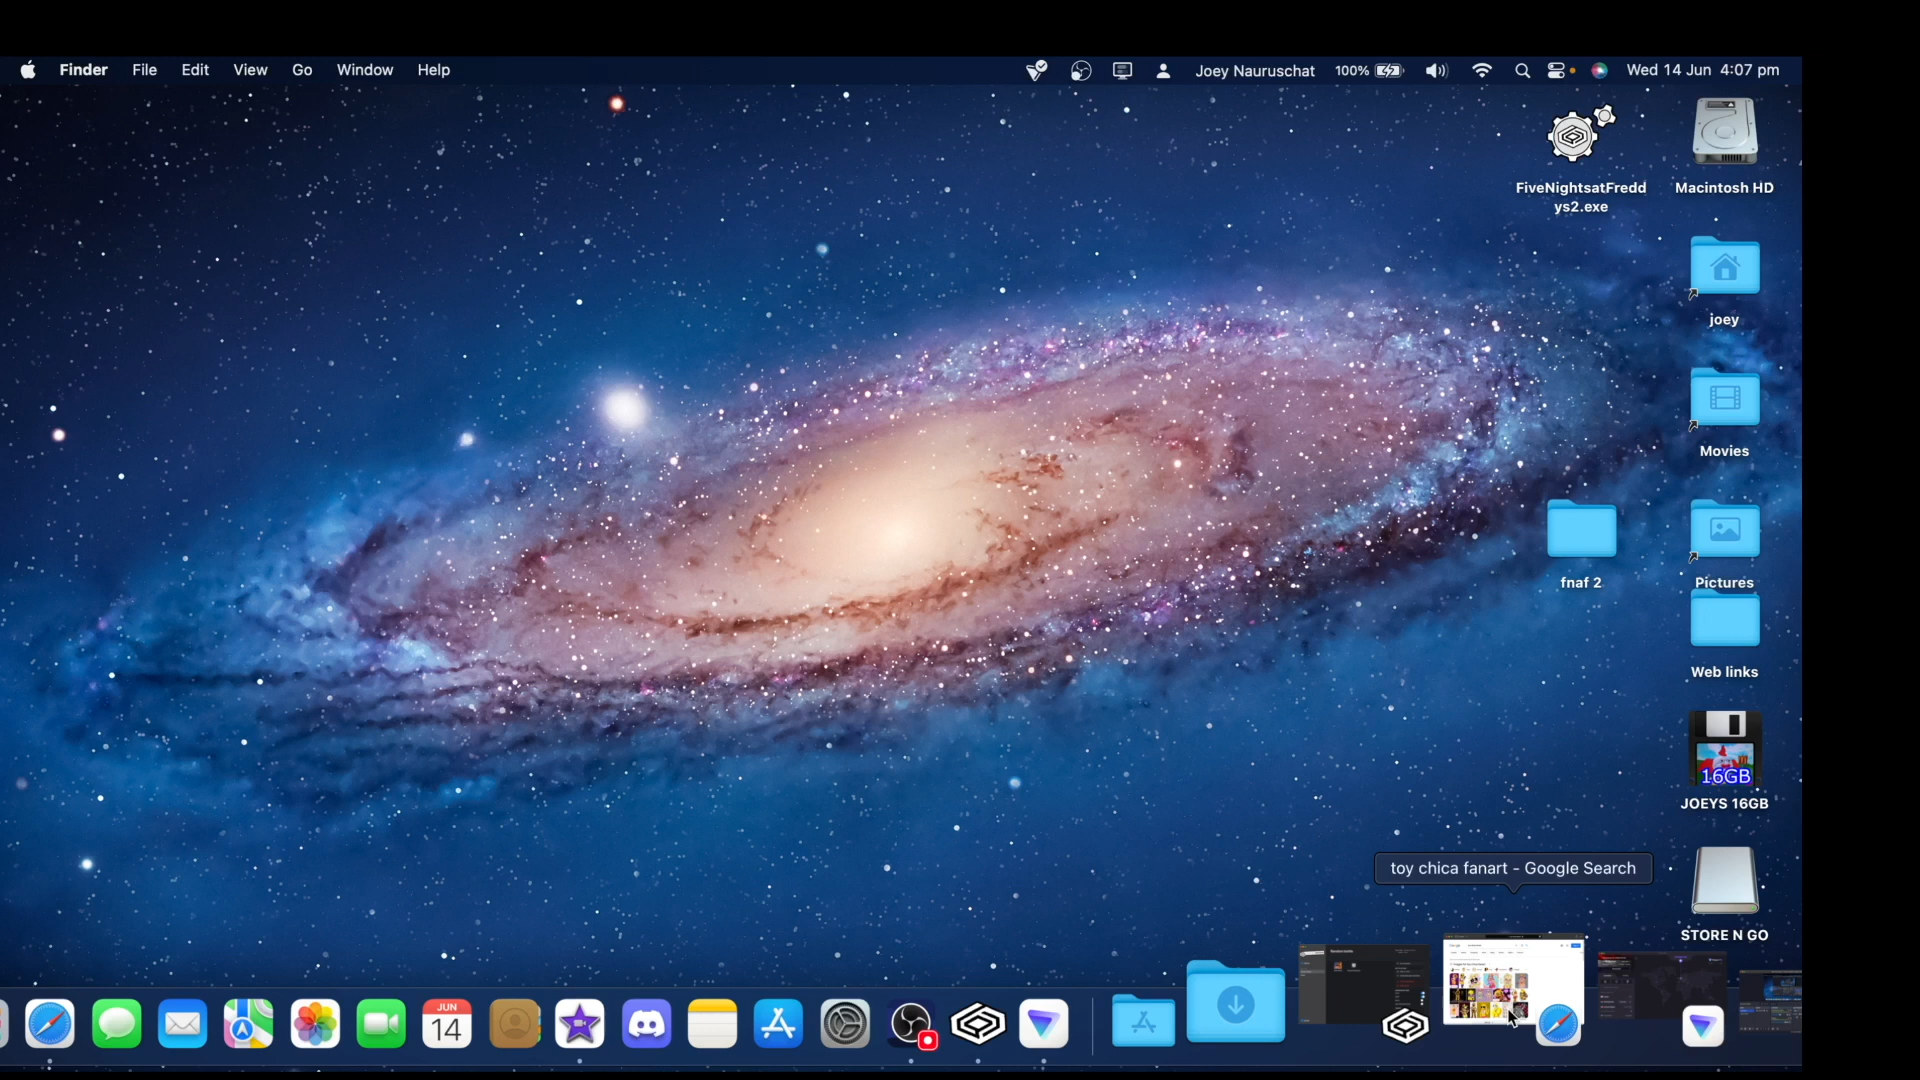 Finder File Edit View Go Window Help Joey Nauruschat 100% Wed 14 Jun 4:07 pm
FiveNightsatFredd
ys2.exe
Macintosh HD
joey
Movies
fnaf 2
Pictures
Web links
16GB
JOEYS 16GB
toy chica fanart - Google Search
STORE N GO
JUN
14